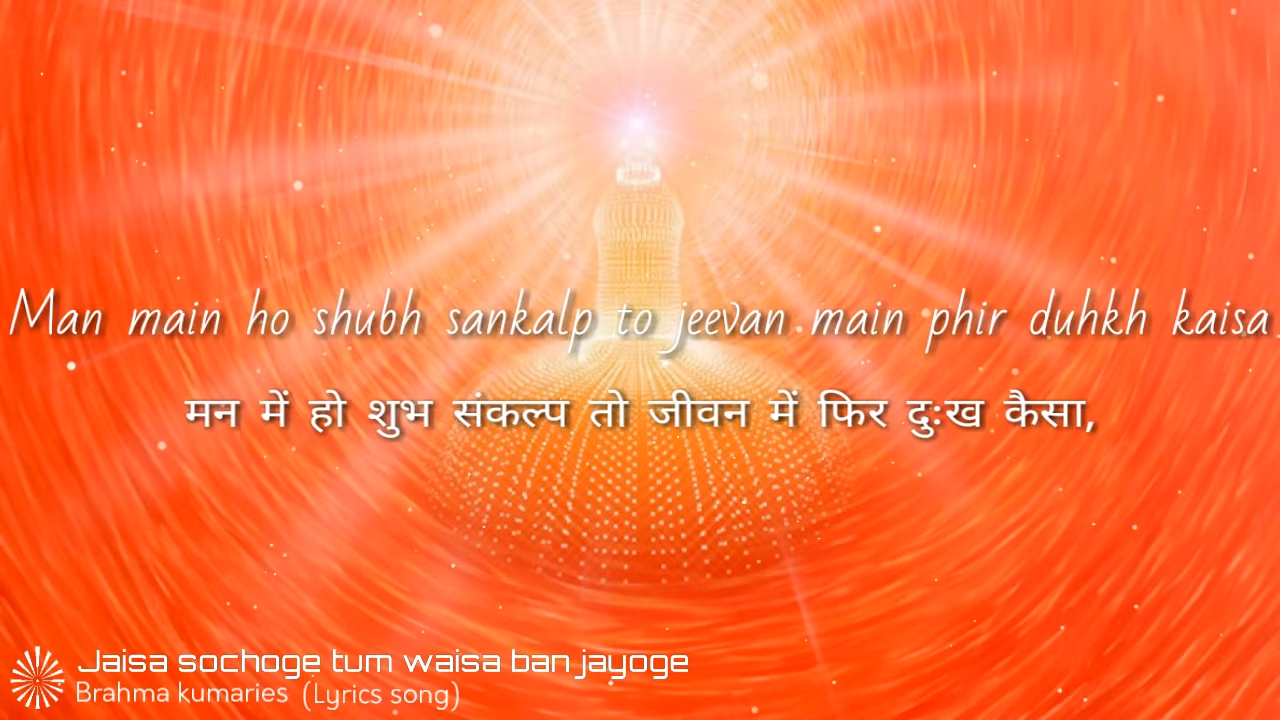 Man main ho shubh sankalp to jeevan main phir duhkh kaisa
मन में हो शुभ संकल्प तो जीवन में फिर दुःख कैसा,
Jaisa sochoge tum waisa ban jayoge
Brahma kumaries (Lyrics song)